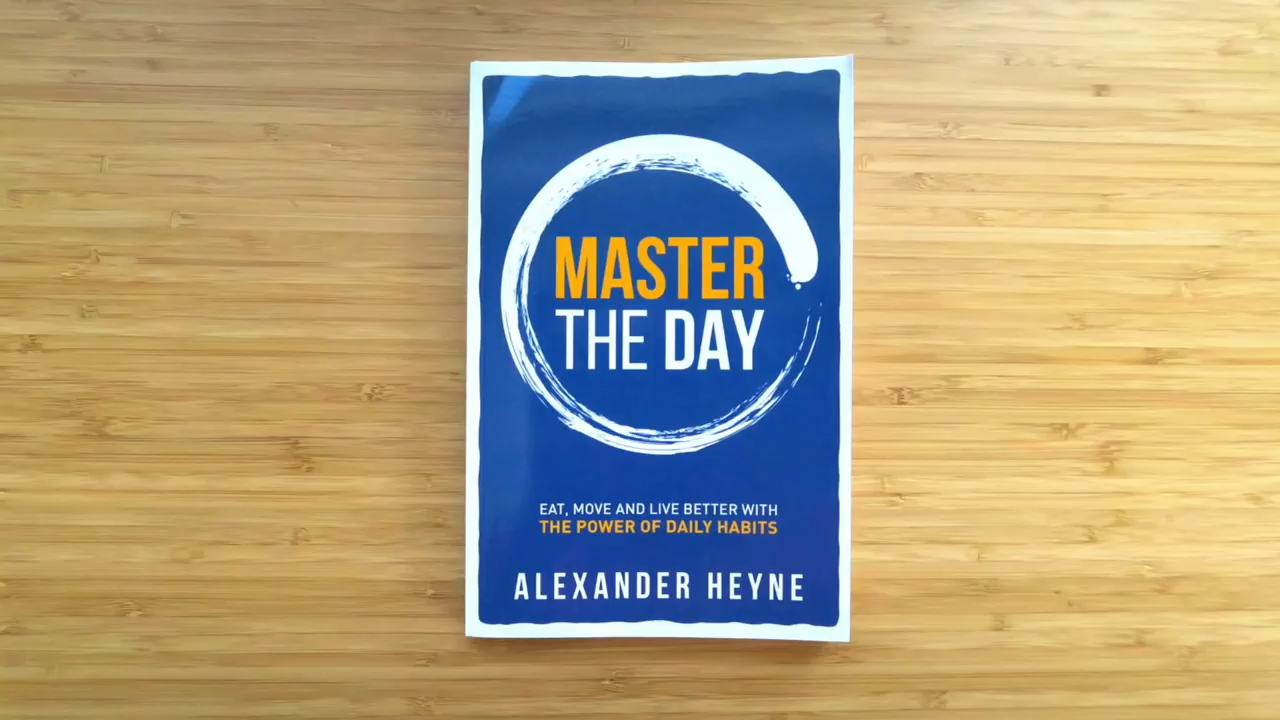 MASTER
THE DAY
EAT, MOVE AND LIVE BETTER WITH
THE POWER OF DAILY HABITS
ALEXANDER HEYNE